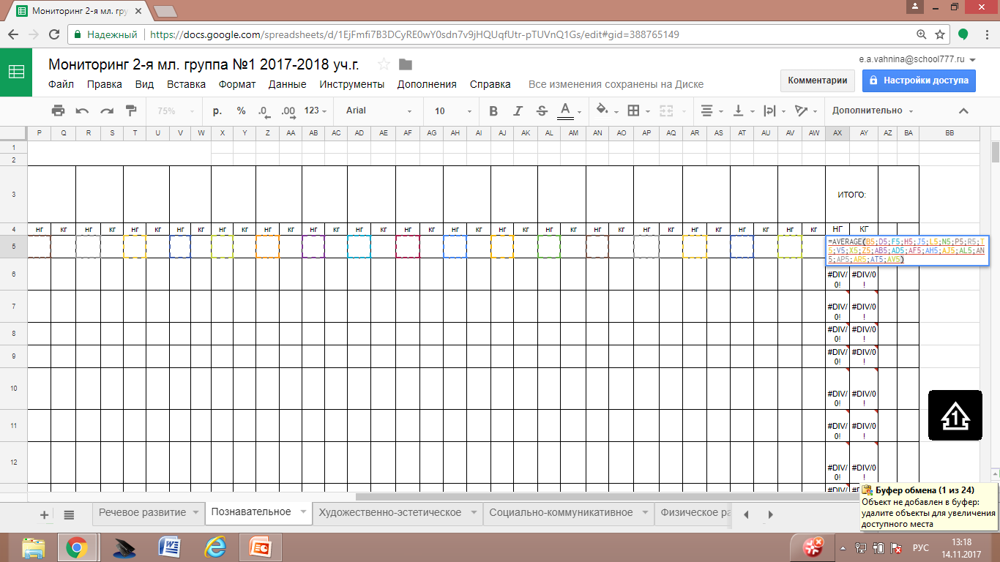 Мониторинг 2-я мл. гру
Надежный
https://docs.google.com/spreadsheets/d/1EjFmfi7B3DCyRE0wY0sdn7v9jHQUqfUtr-pTUVnQ1Gs/edit#gid=388765149
Мониторинг 2-я мл. группа №1 2017-2018 уч.г.
e.a.vahnina@school777.ru
Файл Правка Вид Вставка Формат Данные Инструменты Дополнения Справка Все изменения сохранены на Диске
Комментарии
Настройки доступа
75% р. % .0 .00 123 Arial 10 B I S A Дополнительно
P Q R S T U V W X Y Z AA AB AC AD AE AF AG AH AI AJ AK AL AM AN AO AP AQ AR AS AT AU AV AW AX AY AZ BA BB
1
2
3 ИТОГО:
4 нг кг нг кг нг кг нг кг нг кг нг кг нг кг нг кг нг кг нг кг нг кг нг кг нг кг нг кг нг кг нг кг нг кг НГ КГ
5 =AVERAGE(B5;D5;F5;H5;J5;L5;N5;P5;R5;T
5;V5;X5;Z5;AB5;AD5;AF5;AH5;AJ5;AL5;AN
5;AP5;AR5;AT5;AV5)
6 #DIV/ #DIV/0
0! !
7 #DIV/ #DIV/0
0! !
8 #DIV/ #DIV/0
0! !
9 #DIV/ #DIV/0
0! !
10 #DIV/ #DIV/0
0! !
11 #DIV/ #DIV/0
0! !
12 #DIV/ #DIV/0
0! !
1
Речевое развитие Познавательное Художественно-эстетическое Социально-коммуникативное Физическое ра
Буфер обмена (1 из 24)
Объект не добавлен в буфер:
удалите объекты для увеличения
доступного места
РУС
13:18
14.11.2017